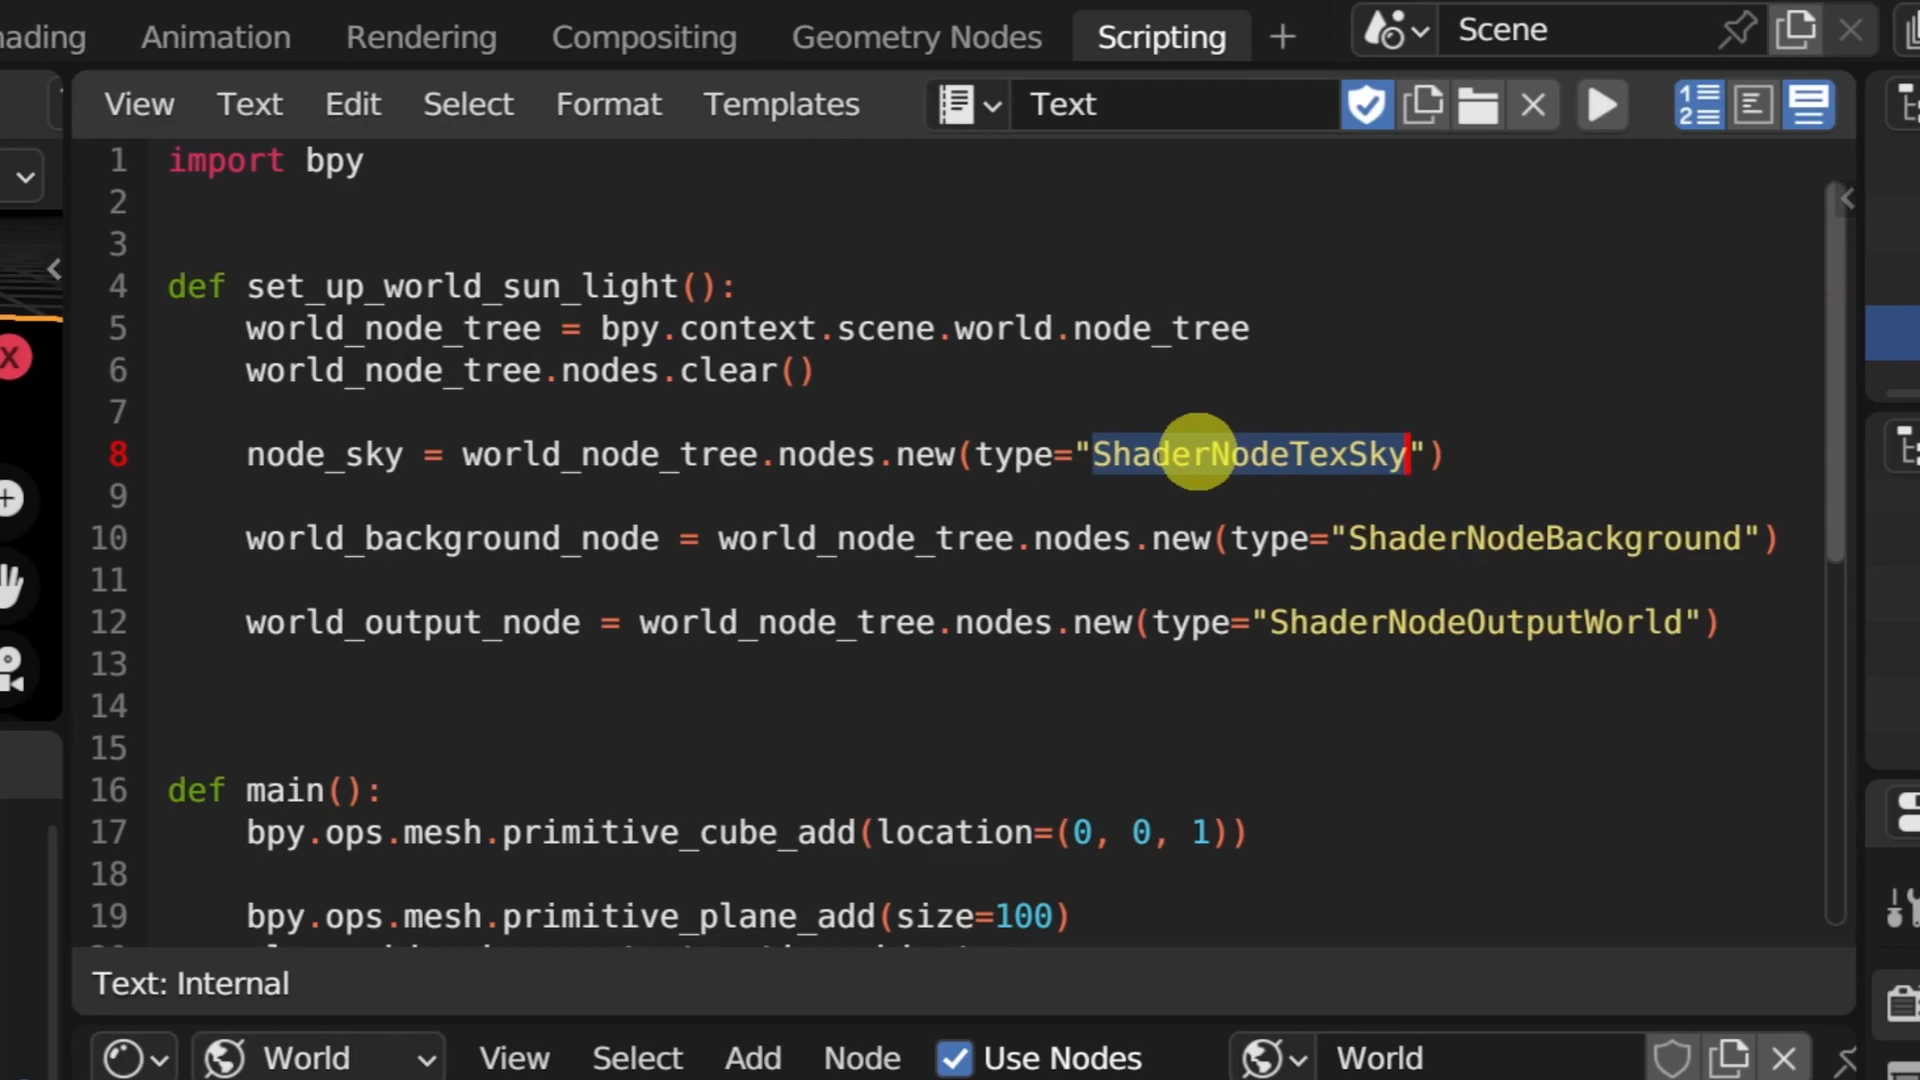 ading Animation Rendering Compositing Geometry Nodes Scripting + Scene
View Text Edit Select Format Templates Text
1 import bpy
2
3
4 def set_up_world_sun_light():
5 world_node_tree = bpy.context.scene.world.node_tree
6 world_node_tree.nodes.clear()
7
8 node_sky = world_node_tree.nodes.new(type="ShaderNodeTexSky")
9
10 world_background_node = world_node_tree.nodes.new(type="ShaderNodeBackground")
11
12 world_output_node = world_node_tree.nodes.new(type="ShaderNodeOutputWorld")
13
14
15
16 def main():
17 bpy.ops.mesh.primitive_cube_add(location=(0, 0, 1))
18
19 bpy.ops.mesh.primitive_plane_add(size=100)
X
Text: Internal
World View Select Add Node Use Nodes World